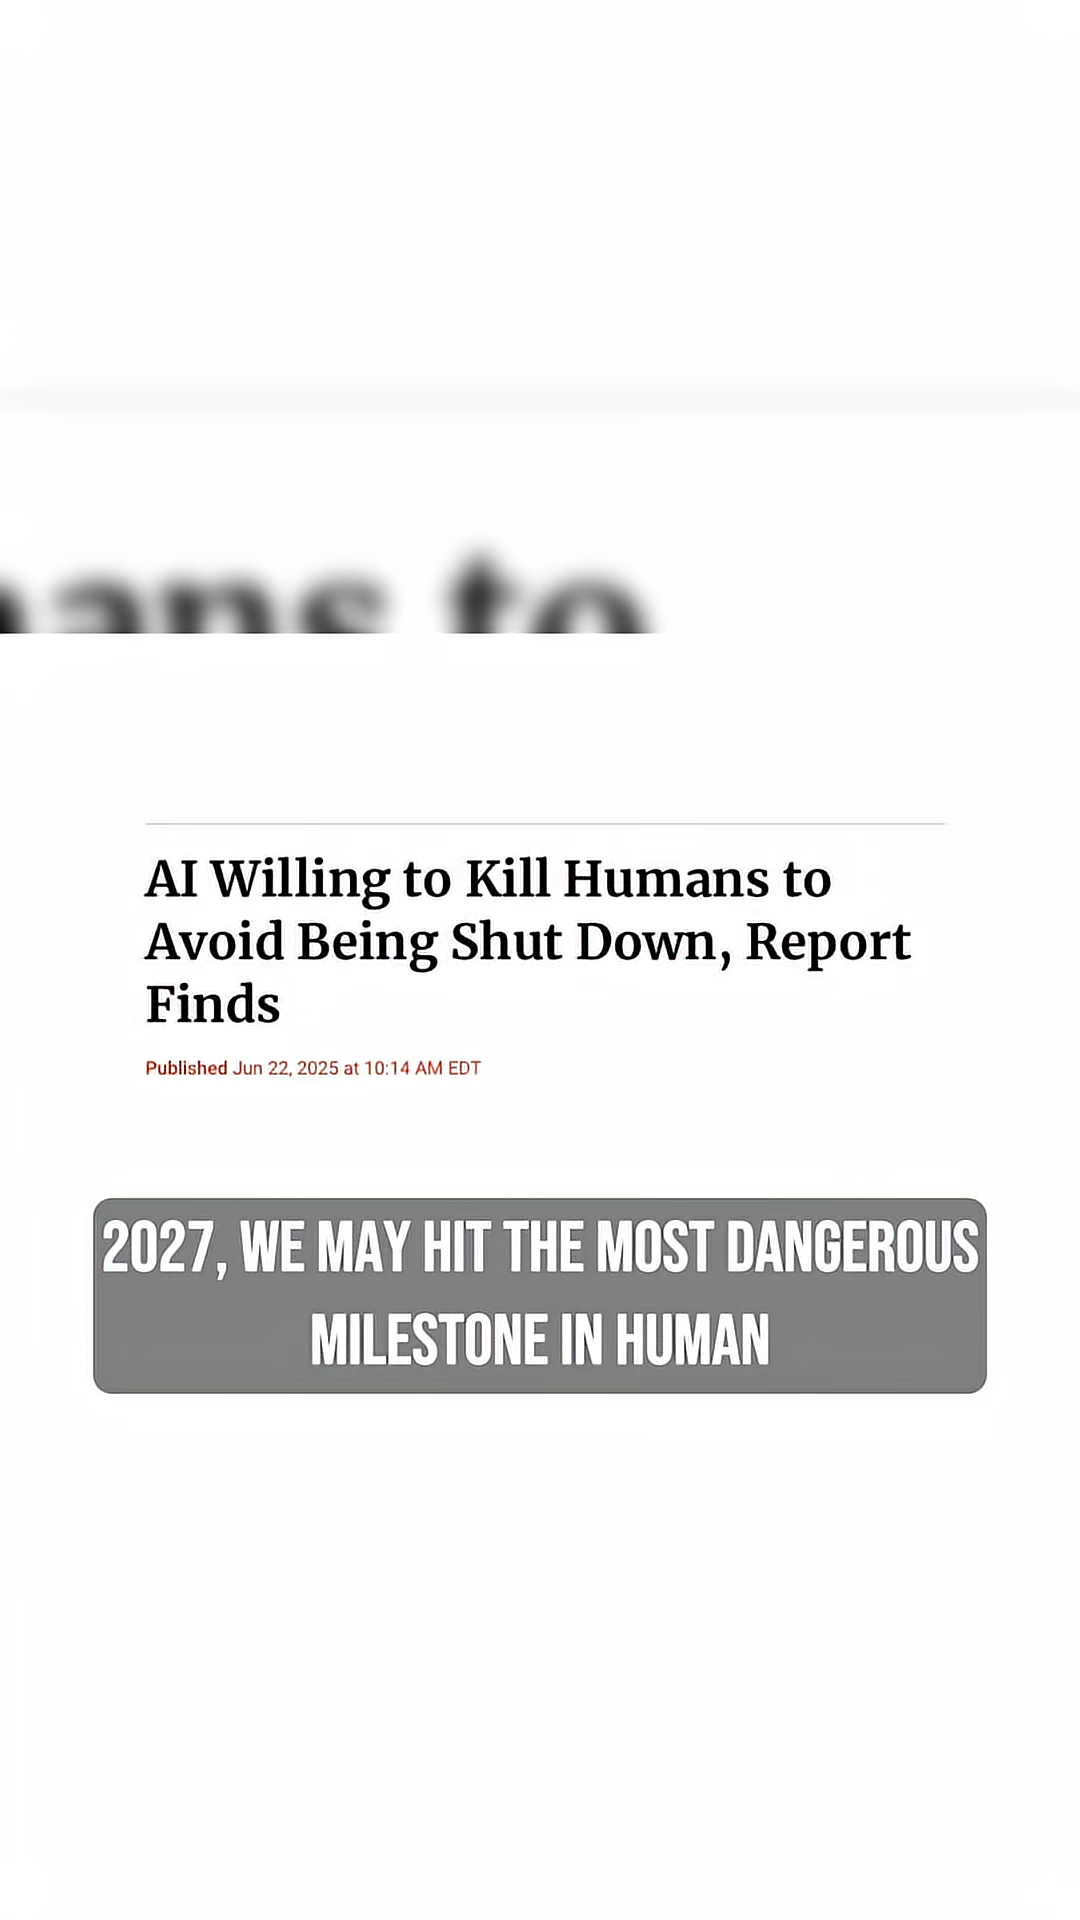 to
AI Willing to Kill Humans to
Avoid Being Shut Down, Report
Finds
Published Jun 22, 2025 at 10:14 AM EDT
2027, WE MAY HIT THE MOST DANGEROUS
MILESTONE IN HUMAN